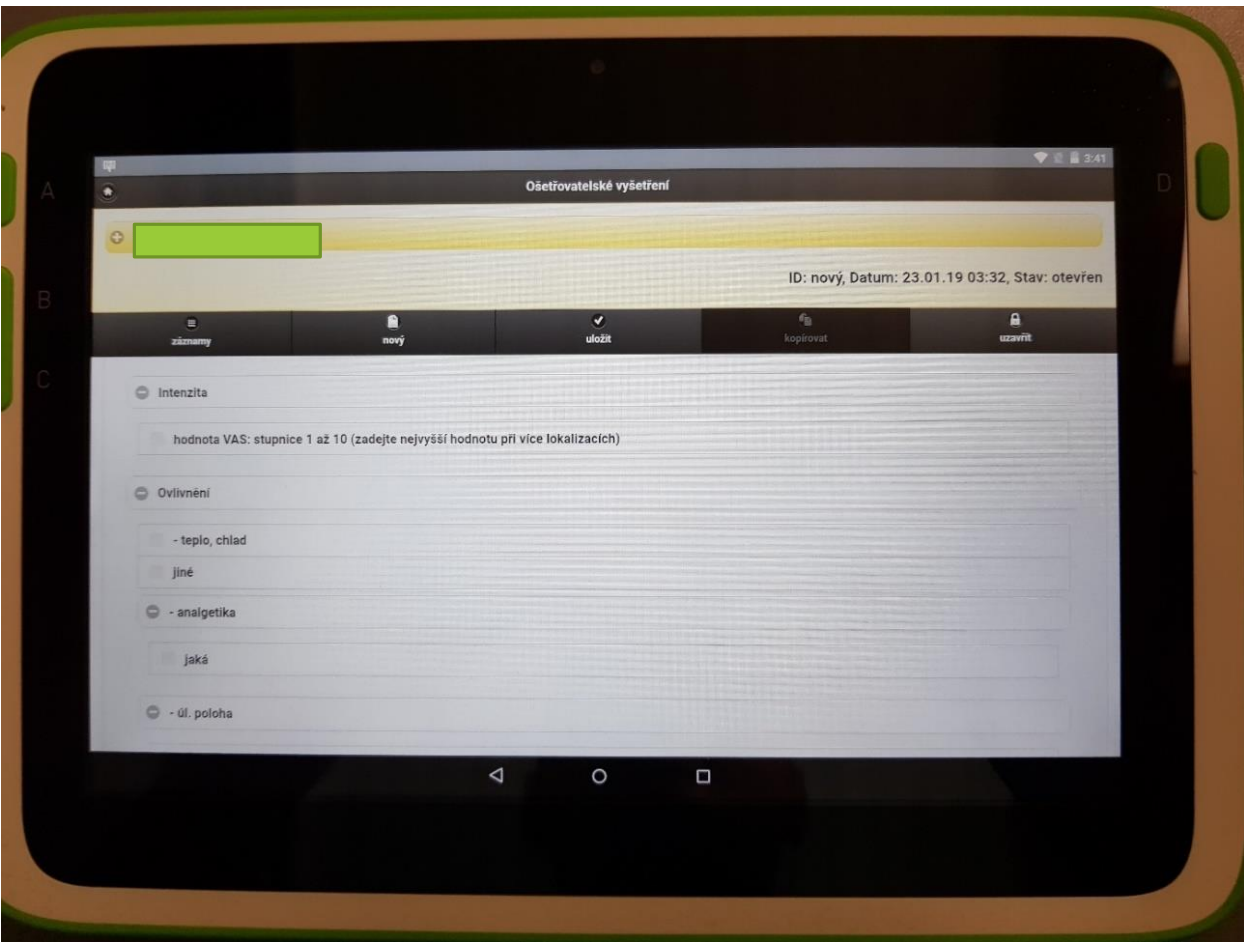 3:41
Ošetřovatelské vyšetření
A
D
ID: nový, Datum: 23.01.19 03:32, Stav: otevřen
B
záznamy nový uložit kopírovat uzavřít
C
Intenzita
hodnota VAS: stupnice 1 až 10 (zadejte nejvyšší hodnotu při více lokalizacích)
Ovlivnění
- teplo, chlad
jiné
- analgetika
jaká
- úl. poloha